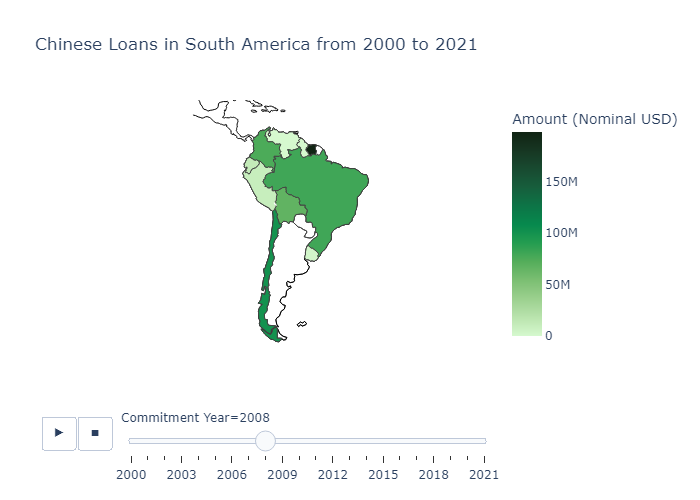 Chinese Loans in South America from 2000 to 2021
Amount (Nominal USD)
150M
100M
50M
0
Commitment Year=2008
2000 2003 2006 2009 2012 2015 2018 2021